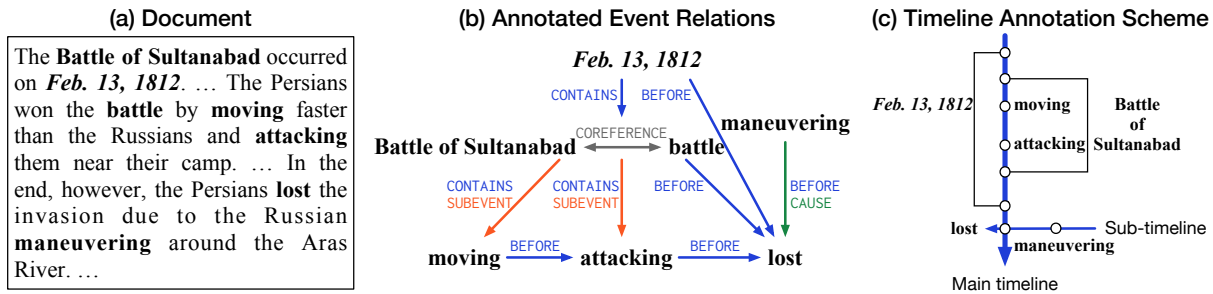 (a) Document
The Battle of Sultanabad occurred
on Feb. 13, 1812. … The Persians
won the battle by moving faster
than the Russians and attacking
them near their camp. … In the
end, however, the Persians lost the
invasion due to the Russian
maneuvering around the Aras
River. …
(b) Annotated Event Relations
Feb. 13, 1812
CONTAINS
BEFORE
maneuvering
COREFERENCE
Battle of Sultanabad
battle
CONTAINS
SUBEVENT
CONTAINS
SUBEVENT
BEFORE
BEFORE
CAUSE
moving
BEFORE
attacking
BEFORE
lost
(c) Timeline Annotation Scheme
Feb. 13, 1812
moving
attacking
Battle
of
Sultanabad
lost
Sub-timeline
maneuvering
Main timeline